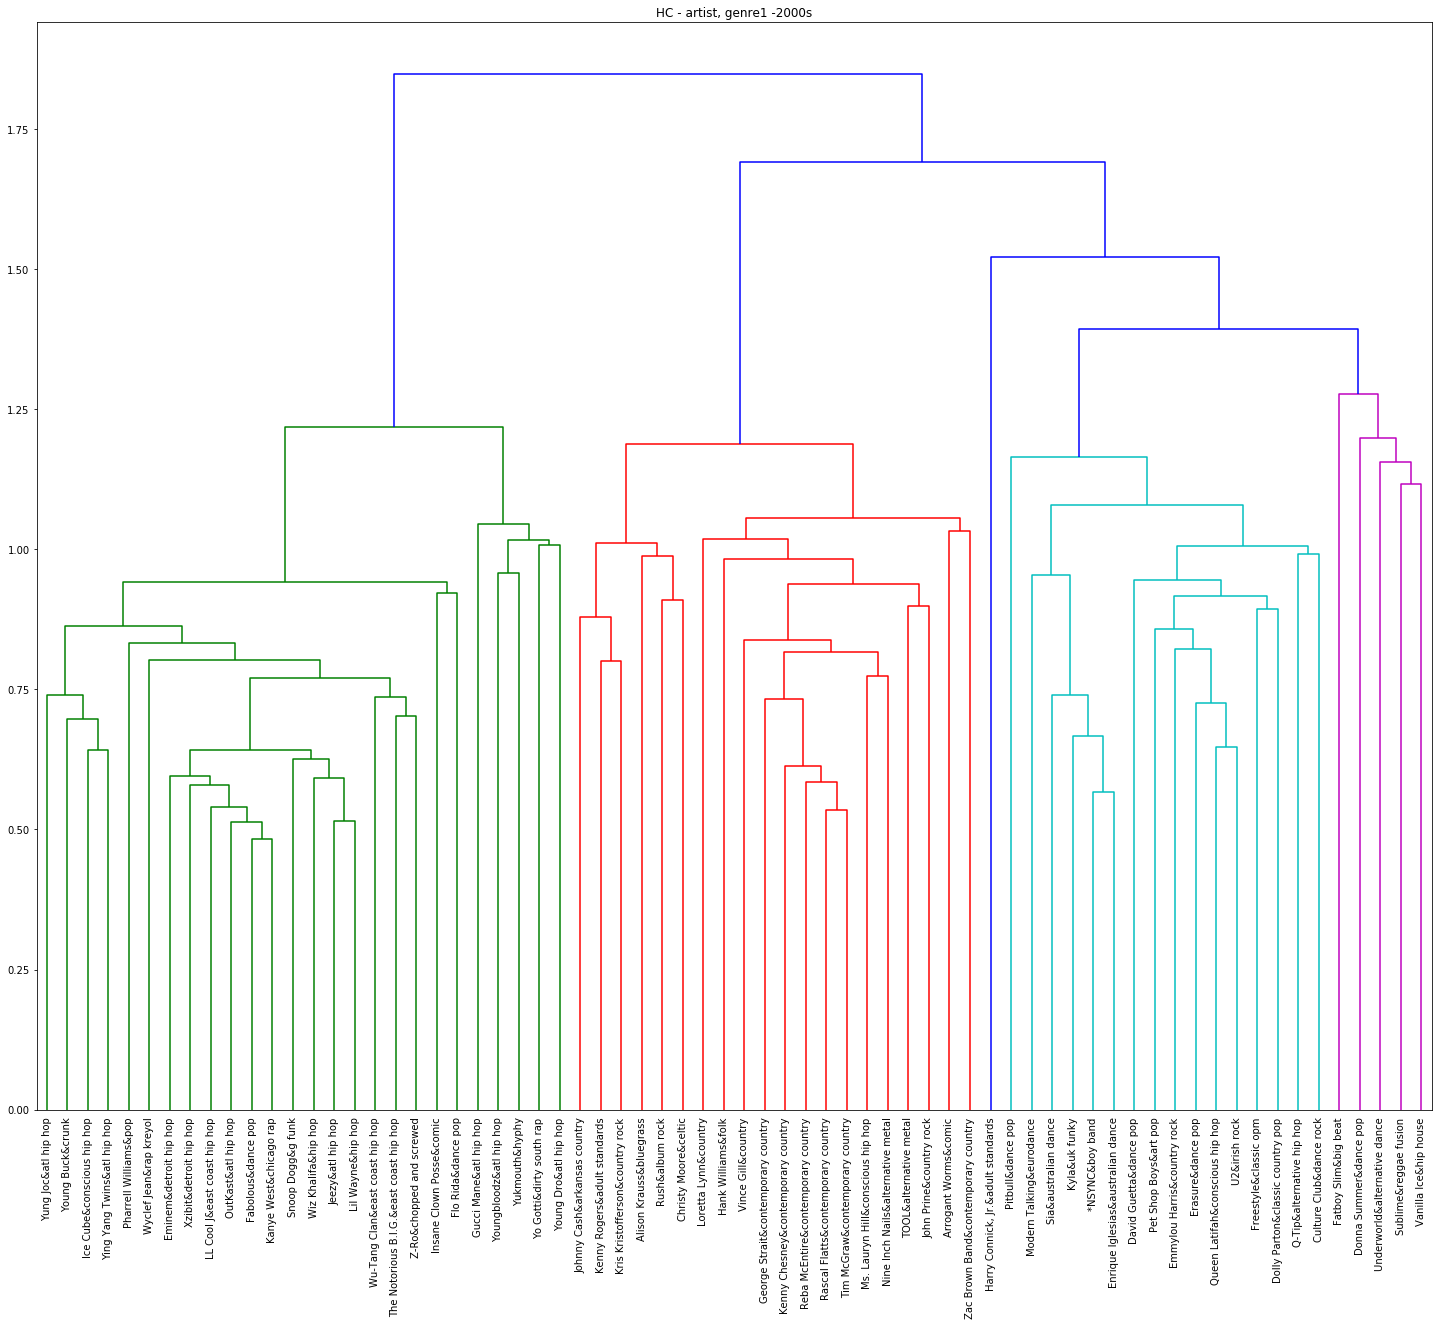 HC - artist, genre1 -2000s
1.75
1.50
1.25
1.00
0.75
0.50
0.25
0.00
Yung Joc&atl hip hop
Young Buck&crunk
Ice Cube&conscious hip hop
Ying Yang Twins&atl hip hop
Pharrell Williams&pop
Wyclef Jean&rap kreyol
Eminem&detroit hip hop
Xzibit&detroit hip hop
LL Cool J&east coast hip hop
OutKast&atl hip hop
Fabolous&dance pop
Kanye West&chicago rap
Snoop Dogg&g funk
Wiz Khalifa&hip hop
Jeezy&atl hip hop
Lil Wayne&hip hop
Wu-Tang Clan&east coast hip hop
The Notorious B.I.G.&east coast hip hop
Z-Ro&chopped and screwed
Insane Clown Posse&comic
Flo Rida&dance pop
Gucci Mane&atl hip hop
Youngbloodz&atl hip hop
Yukmouth&hyphy
Yo Gotti&dirty south rap
Young Dro&atl hip hop
Johnny Cash&arkansas country
Kenny Rogers&adult standards
Kris Kristofferson&country rock
Alison Krauss&bluegrass
Rush&album rock
Christy Moore&celtic
Loretta Lynn&country
Hank Williams&folk
Vince Gill&country
George Strait&contemporary country
Kenny Chesney&contemporary country
Reba McEntire&contemporary country
Rascal Flatts&contemporary country
Tim McGraw&contemporary country
Ms. Lauryn Hill&conscious hip hop
Nine Inch Nails&alternative metal
TOOL&alternative metal
John Prine&country rock
Arrogant Worms&comic
Zac Brown Band&contemporary country
Harry Connick, Jr.&adult standards
Pitbull&dance pop
Modern Talking&eurodance
Sia&australian dance
Kyla&uk funky
*NSYNC&boy band
Enrique Iglesias&australian dance
David Guetta&dance pop
Pet Shop Boys&art pop
Emmylou Harris&country rock
Erasure&dance pop
Queen Latifah&conscious hip hop
U2&irish rock
Freestyle&classic opm
Dolly Parton&classic country pop
Q-Tip&alternative hip hop
Culture Club&dance rock
Fatboy Slim&big beat
Donna Summer&dance pop
Underworld&alternative dance
Sublime&reggae fusion
Vanilla Ice&hip house